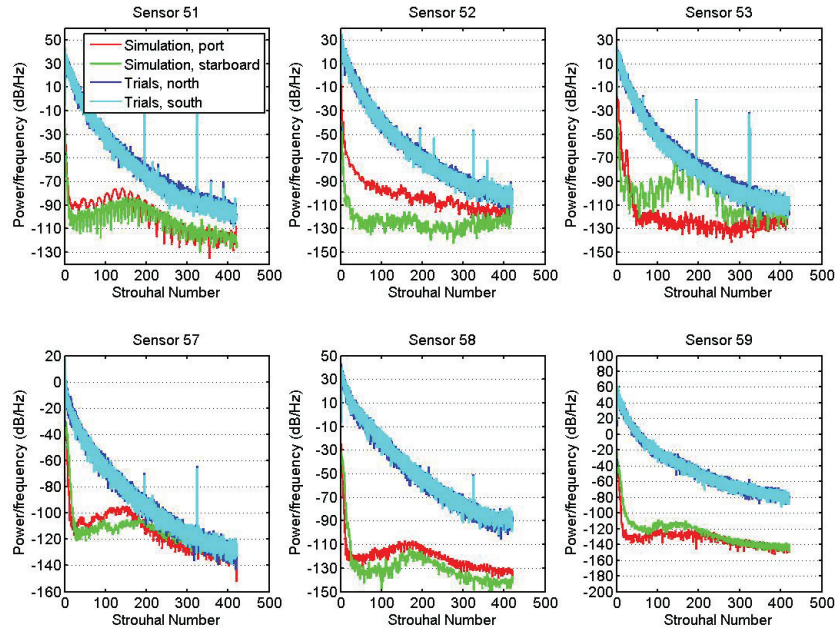 Sensor 51
Power/frequency (dB/Hz)
50
30
10
-10
-30
-50
-70
-90
-110
-130
Simulation, port
Simulation, starboard
Trials, north
Trials, south
0 100 200 300 400 500
Strouhal Number
Sensor 52
Power/frequency (dB/Hz)
30
10
-10
-30
-50
-70
-90
-110
-130
-150
0 100 200 300 400 500
Strouhal Number
Sensor 53
Power/frequency (dB/Hz)
30
10
-10
-30
-50
-70
-90
-110
-130
-150
0 100 200 300 400 500
Strouhal Number
Sensor 57
Power/frequency (dB/Hz)
20
0
-20
-40
-60
-80
-100
-120
-140
-160
0 100 200 300 400 500
Strouhal Number
Sensor 58
Power/frequency (dB/Hz)
50
30
10
-10
-30
-50
-70
-90
-110
-130
-150
0 100 200 300 400 500
Strouhal Number
Sensor 59
Power/frequency (dB/Hz)
100
80
60
40
20
0
-20
-40
-60
-80
-100
-120
-140
-160
-180
-200
0 100 200 300 400 500
Strouhal Number